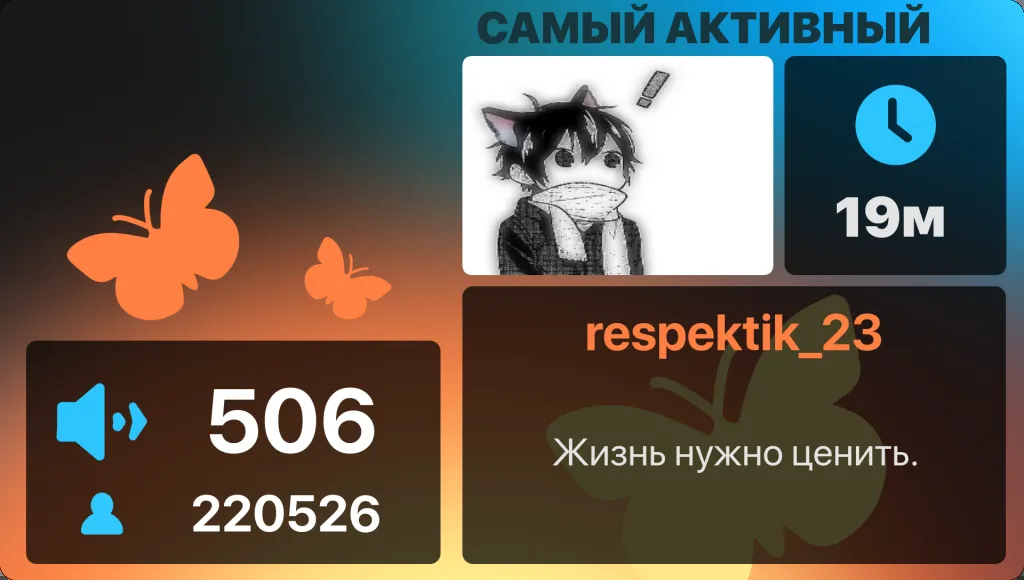 САМЫЙ АКТИВНЫЙ
!
19м
respektik_23
Жизнь нужно ценить.
506
220526